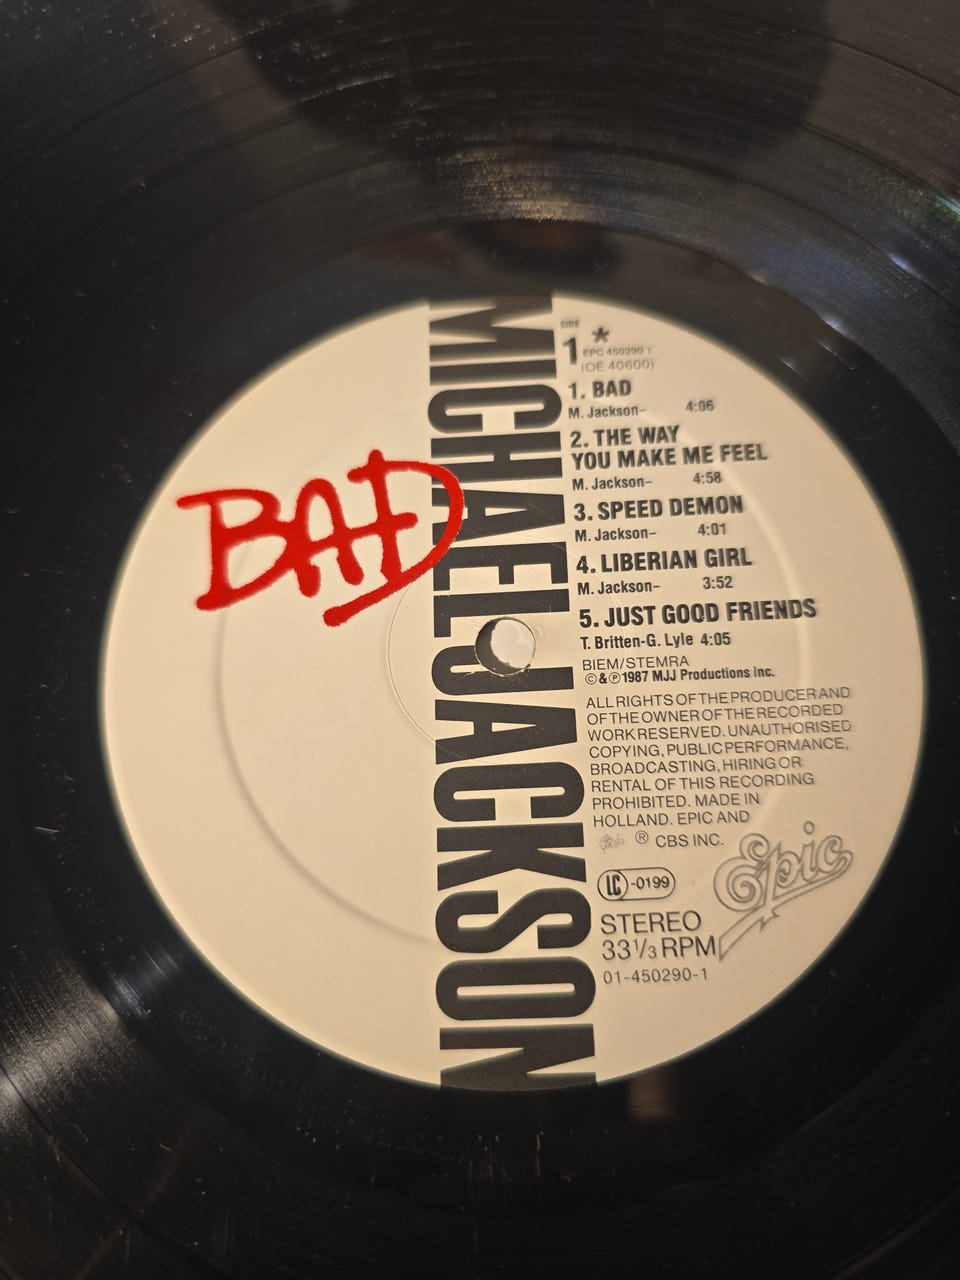 BAD
MICHAEL JACKSON
SIDE
1 *
EPC 450290 1
(OE 40600)
1. BAD
M. Jackson– 4:06
2. THE WAY
YOU MAKE ME FEEL
M. Jackson– 4:58
3. SPEED DEMON
M. Jackson– 4:01
4. LIBERIAN GIRL
M. Jackson– 3:52
5. JUST GOOD FRIENDS
T. Britten-G. Lyle 4:05
BIEM/STEMRA
©&℗1987 MJJ Productions Inc.
ALL RIGHTS OF THE PRODUCER AND
OF THE OWNER OF THE RECORDED
WORK RESERVED. UNAUTHORISED
COPYING, PUBLIC PERFORMANCE,
BROADCASTING, HIRING OR
RENTAL OF THIS RECORDING
PROHIBITED. MADE IN
HOLLAND. EPIC AND
® CBS INC.
Epic
LC -0199
STEREO
33 1/3 RPM
01-450290-1